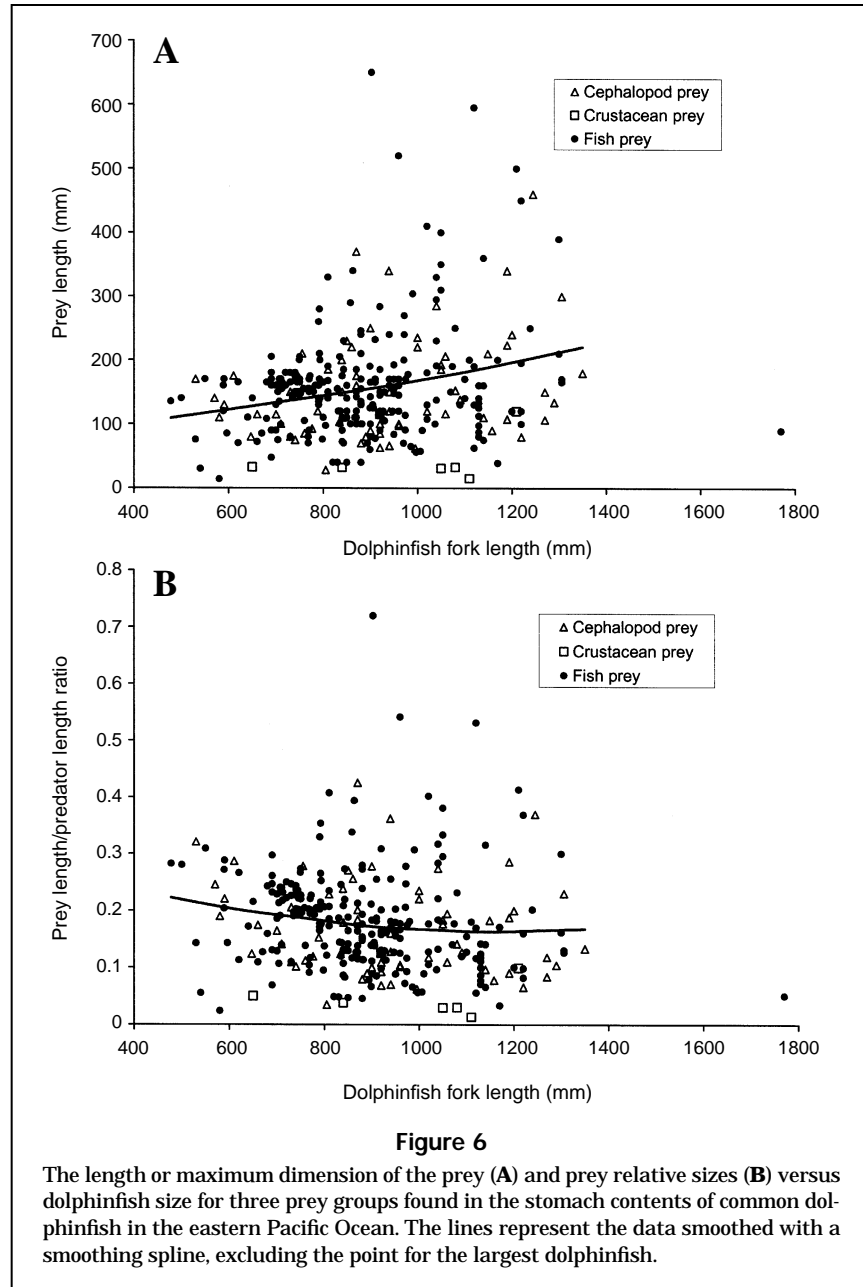 A
700
600
500
400
300
200
100
0
Prey length (mm)
△ Cephalopod prey
□ Crustacean prey
● Fish prey
400 600 800 1000 1200 1400 1600 1800
Dolphinfish fork length (mm)
B
0.8
0.7
0.6
0.5
0.4
0.3
0.2
0.1
0
Prey length/predator length ratio
△ Cephalopod prey
□ Crustacean prey
● Fish prey
400 600 800 1000 1200 1400 1600 1800
Dolphinfish fork length (mm)
Figure 6
The length or maximum dimension of the prey (A) and prey relative sizes (B) versus
dolphinfish size for three prey groups found in the stomach contents of common dol-
phinfish in the eastern Pacific Ocean. The lines represent the data smoothed with a
smoothing spline, excluding the point for the largest dolphinfish.